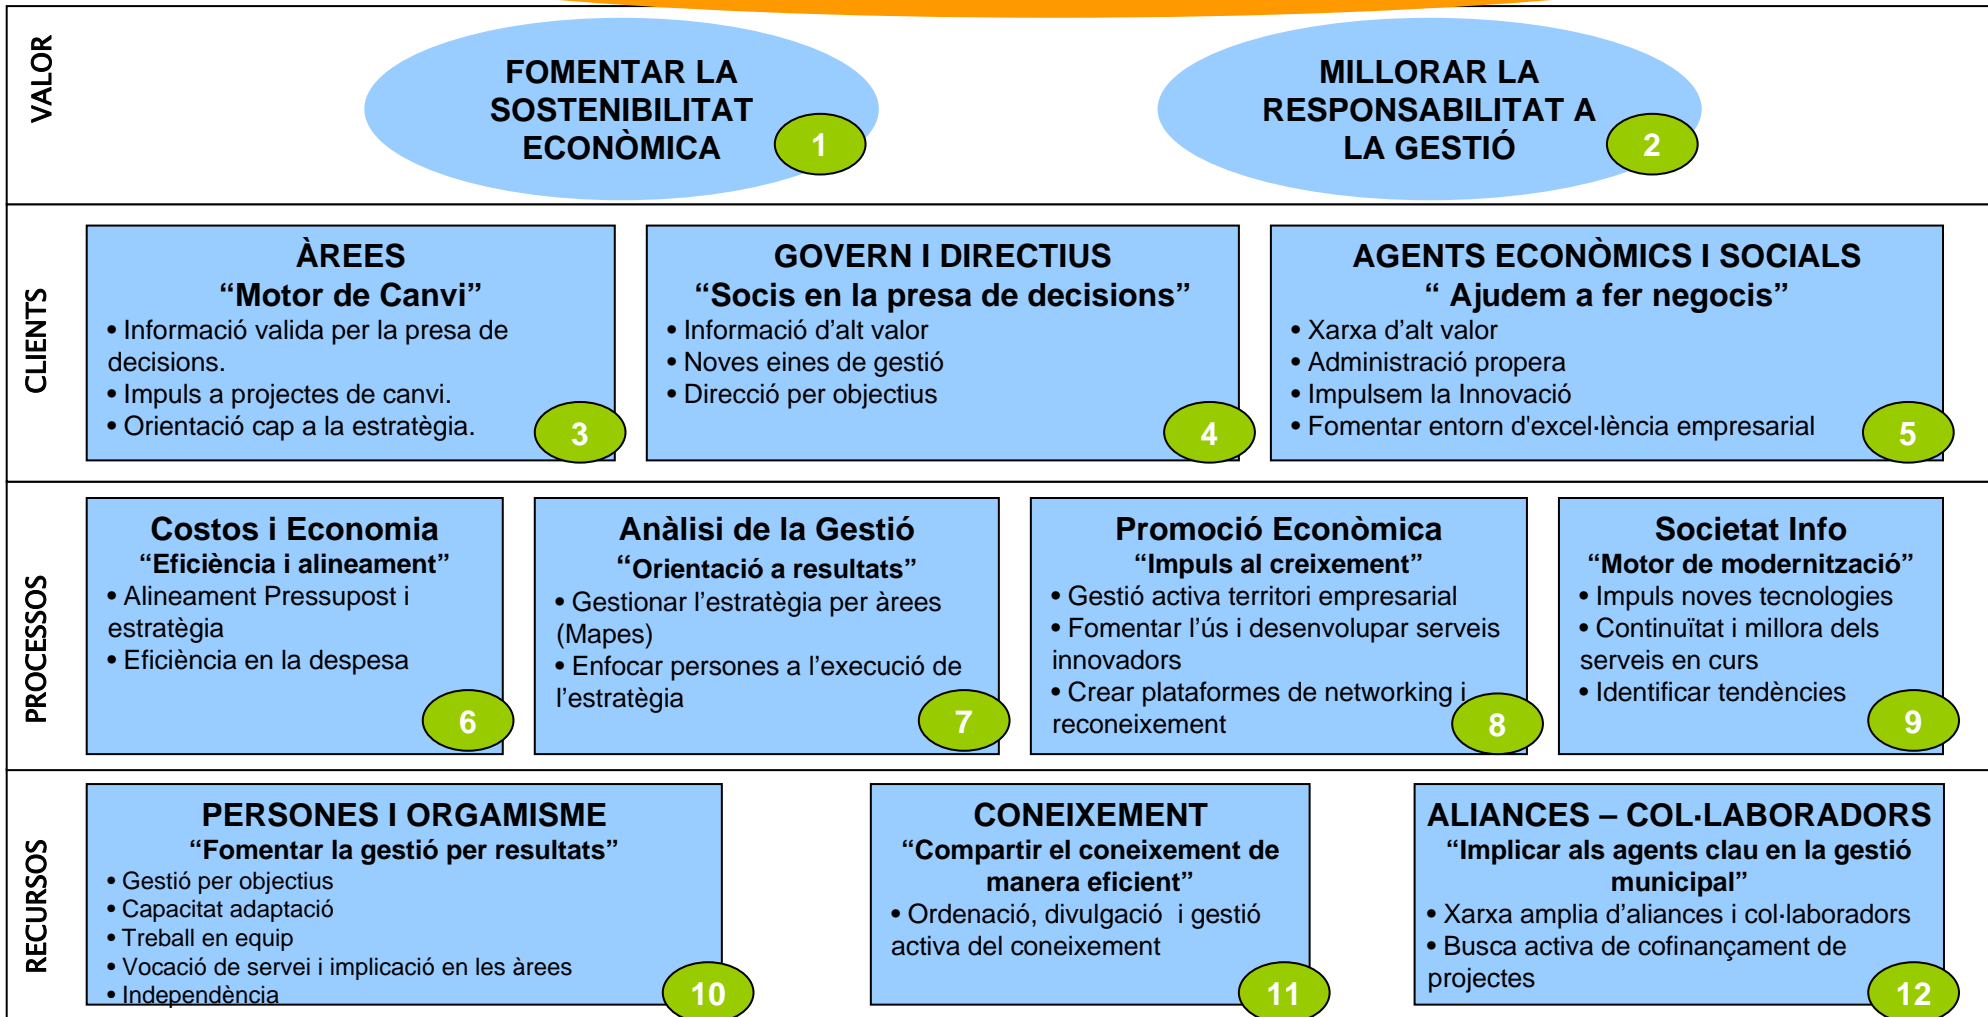 VALOR
FOMENTAR LA
SOSTENIBILITAT
ECONÒMICA
1
MILLORAR LA
RESPONSABILITAT A
LA GESTIÓ
2
CLIENTS
ÀREES
“Motor de Canvi”
• Informació valida per la presa de
decisions.
• Impuls a projectes de canvi.
• Orientació cap a la estratègia.
3
GOVERN I DIRECTIUS
“Socis en la presa de decisions”
• Informació d’alt valor
• Noves eines de gestió
• Direcció per objectius
4
AGENTS ECONÒMICS I SOCIALS
“ Ajudem a fer negocis”
• Xarxa d’alt valor
• Administració propera
• Impulsem la Innovació
• Fomentar entorn d'excel·lència empresarial
5
PROCESSOS
Costos i Economia
“Eficiència i alineament”
• Alineament Pressupost i
estratègia
• Eficiència en la despesa
6
Anàlisi de la Gestió
“Orientació a resultats”
• Gestionar l’estratègia per àrees
(Mapes)
• Enfocar persones a l’execució de
l’estratègia
7
Promoció Econòmica
“Impuls al creixement”
• Gestió activa territori empresarial
• Fomentar l’ús i desenvolupar serveis
innovadors
• Crear plataformes de networking i
reconeixement
8
Societat Info
“Motor de modernització”
• Impuls noves tecnologies
• Continuïtat i millora dels
serveis en curs
• Identificar tendències
9
RECURSOS
PERSONES I ORGAMISME
“Fomentar la gestió per resultats”
• Gestió per objectius
• Capacitat adaptació
• Treball en equip
• Vocació de servei i implicació en les àrees
• Independència
10
CONEIXEMENT
“Compartir el coneixement de
manera eficient”
• Ordenació, divulgació  i gestió
activa del coneixement
11
ALIANCES – COL·LABORADORS
“Implicar als agents clau en la gestió
municipal”
• Xarxa amplia d’aliances i col·laboradors
• Busca activa de cofinançament de
projectes
12